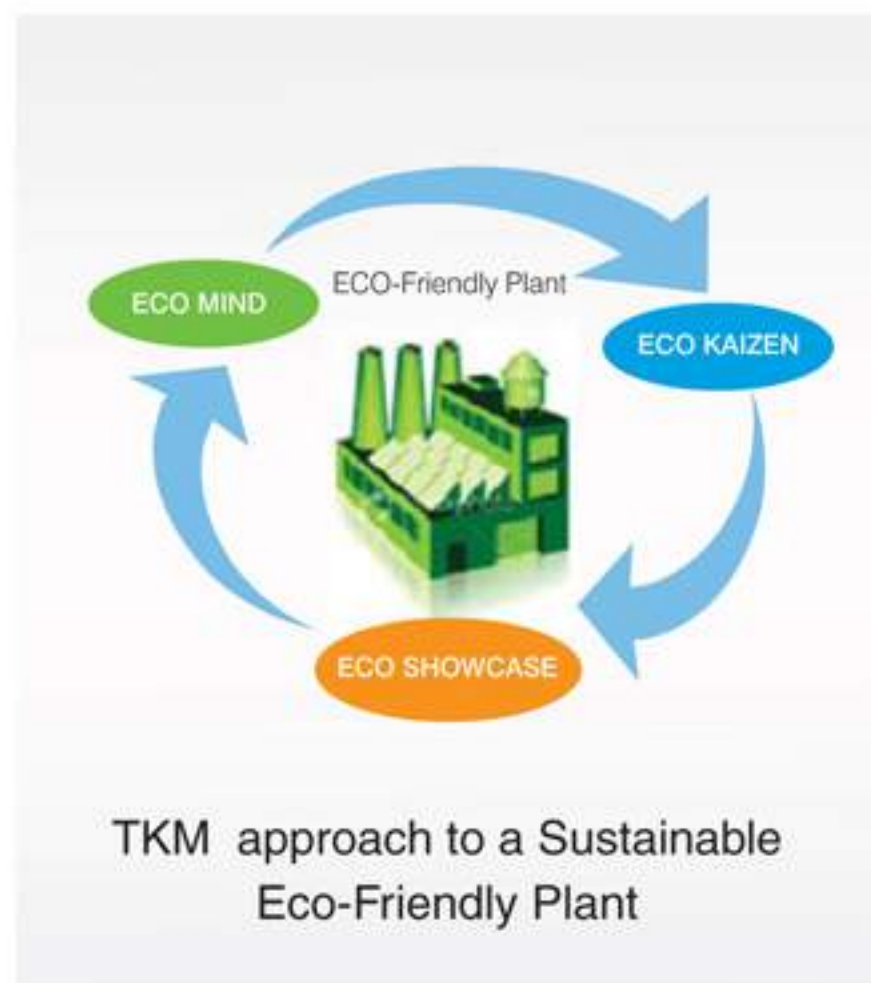 ECO-Friendly Plant
ECO MIND
ECO KAIZEN
ECO SHOWCASE
TKM approach to a Sustainable
Eco-Friendly Plant